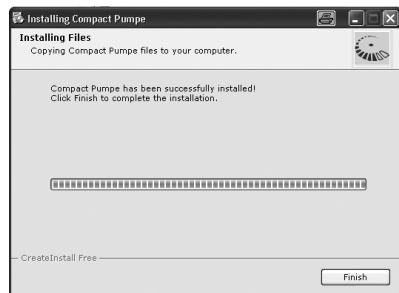 Installing Compact Pumpe
Installing Files
Copying Compact Pumpe files to your computer.
Compact Pumpe has been successfully installed!
Click Finish to complete the installation.
CreateInstall Free
Finish